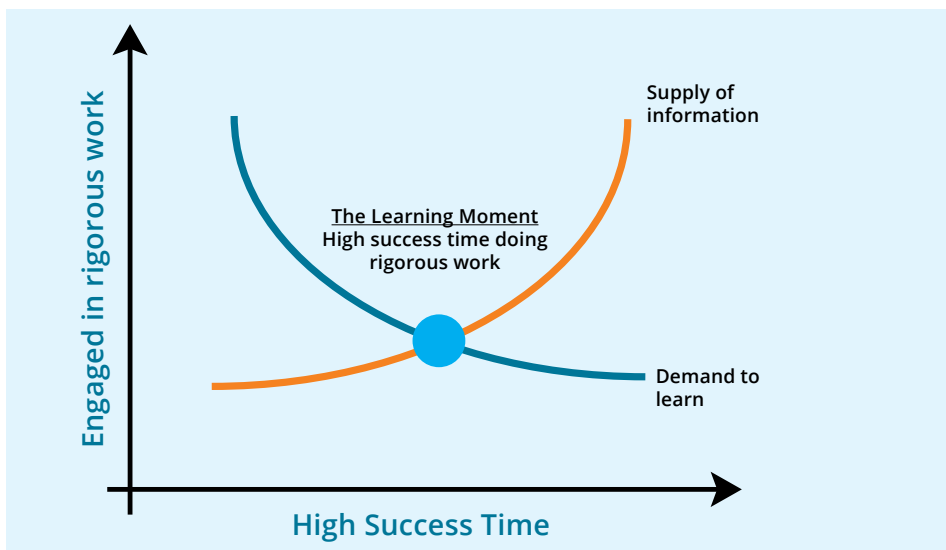 Engaged in rigorous work
Supply of
information
The Learning Moment
High success time doing
rigorous work
Demand to
learn
High Success Time